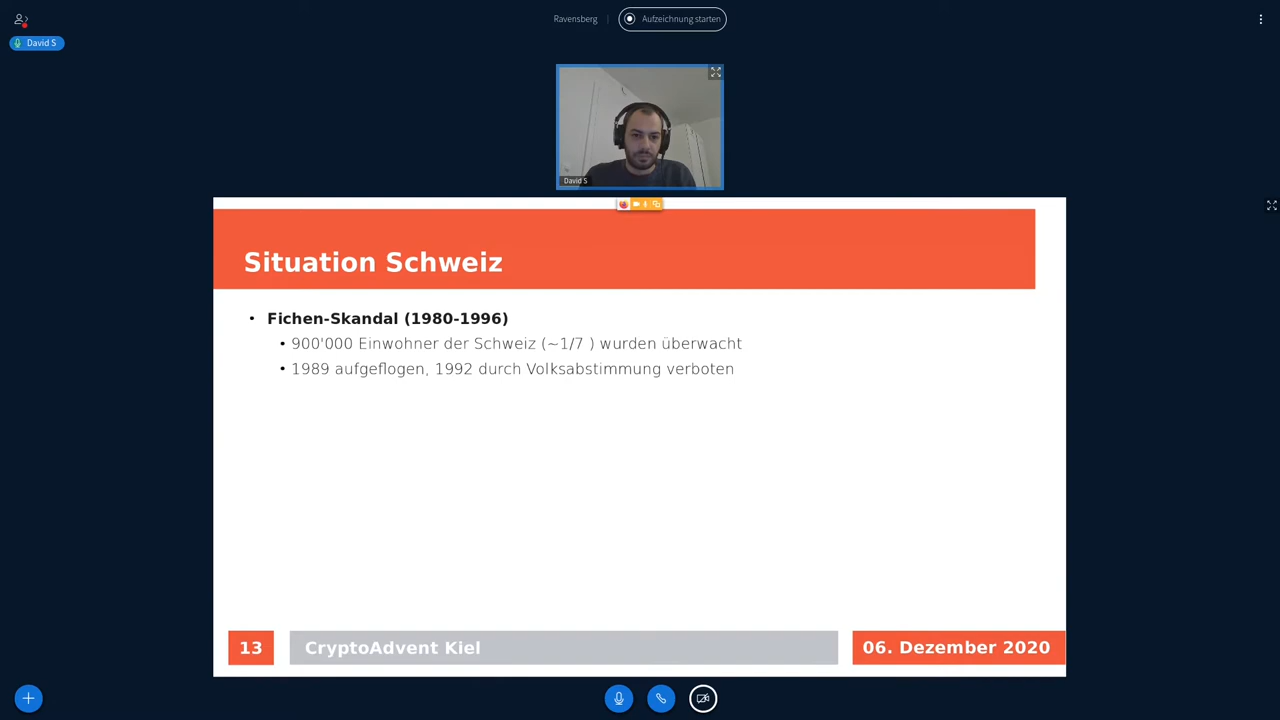 Ravensberg
Aufzeichnung starten
David S
David S
Situation Schweiz
• Fichen-Skandal (1980-1996)
• 900'000 Einwohner der Schweiz (~1/7 ) wurden überwacht
• 1989 aufgeflogen, 1992 durch Volksabstimmung verboten
13
CryptoAdvent Kiel
06. Dezember 2020